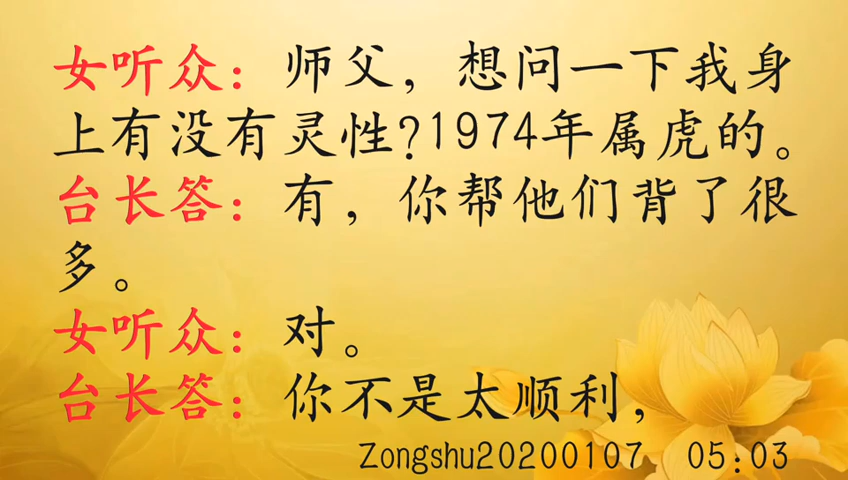 女听众：师父，想问一下我身
上有没有灵性?1974年属虎的。
台长答：有，你帮他们背了很
多。
女听众：对。
台长答：你不是太顺利，
Zongshu20200107 05:03